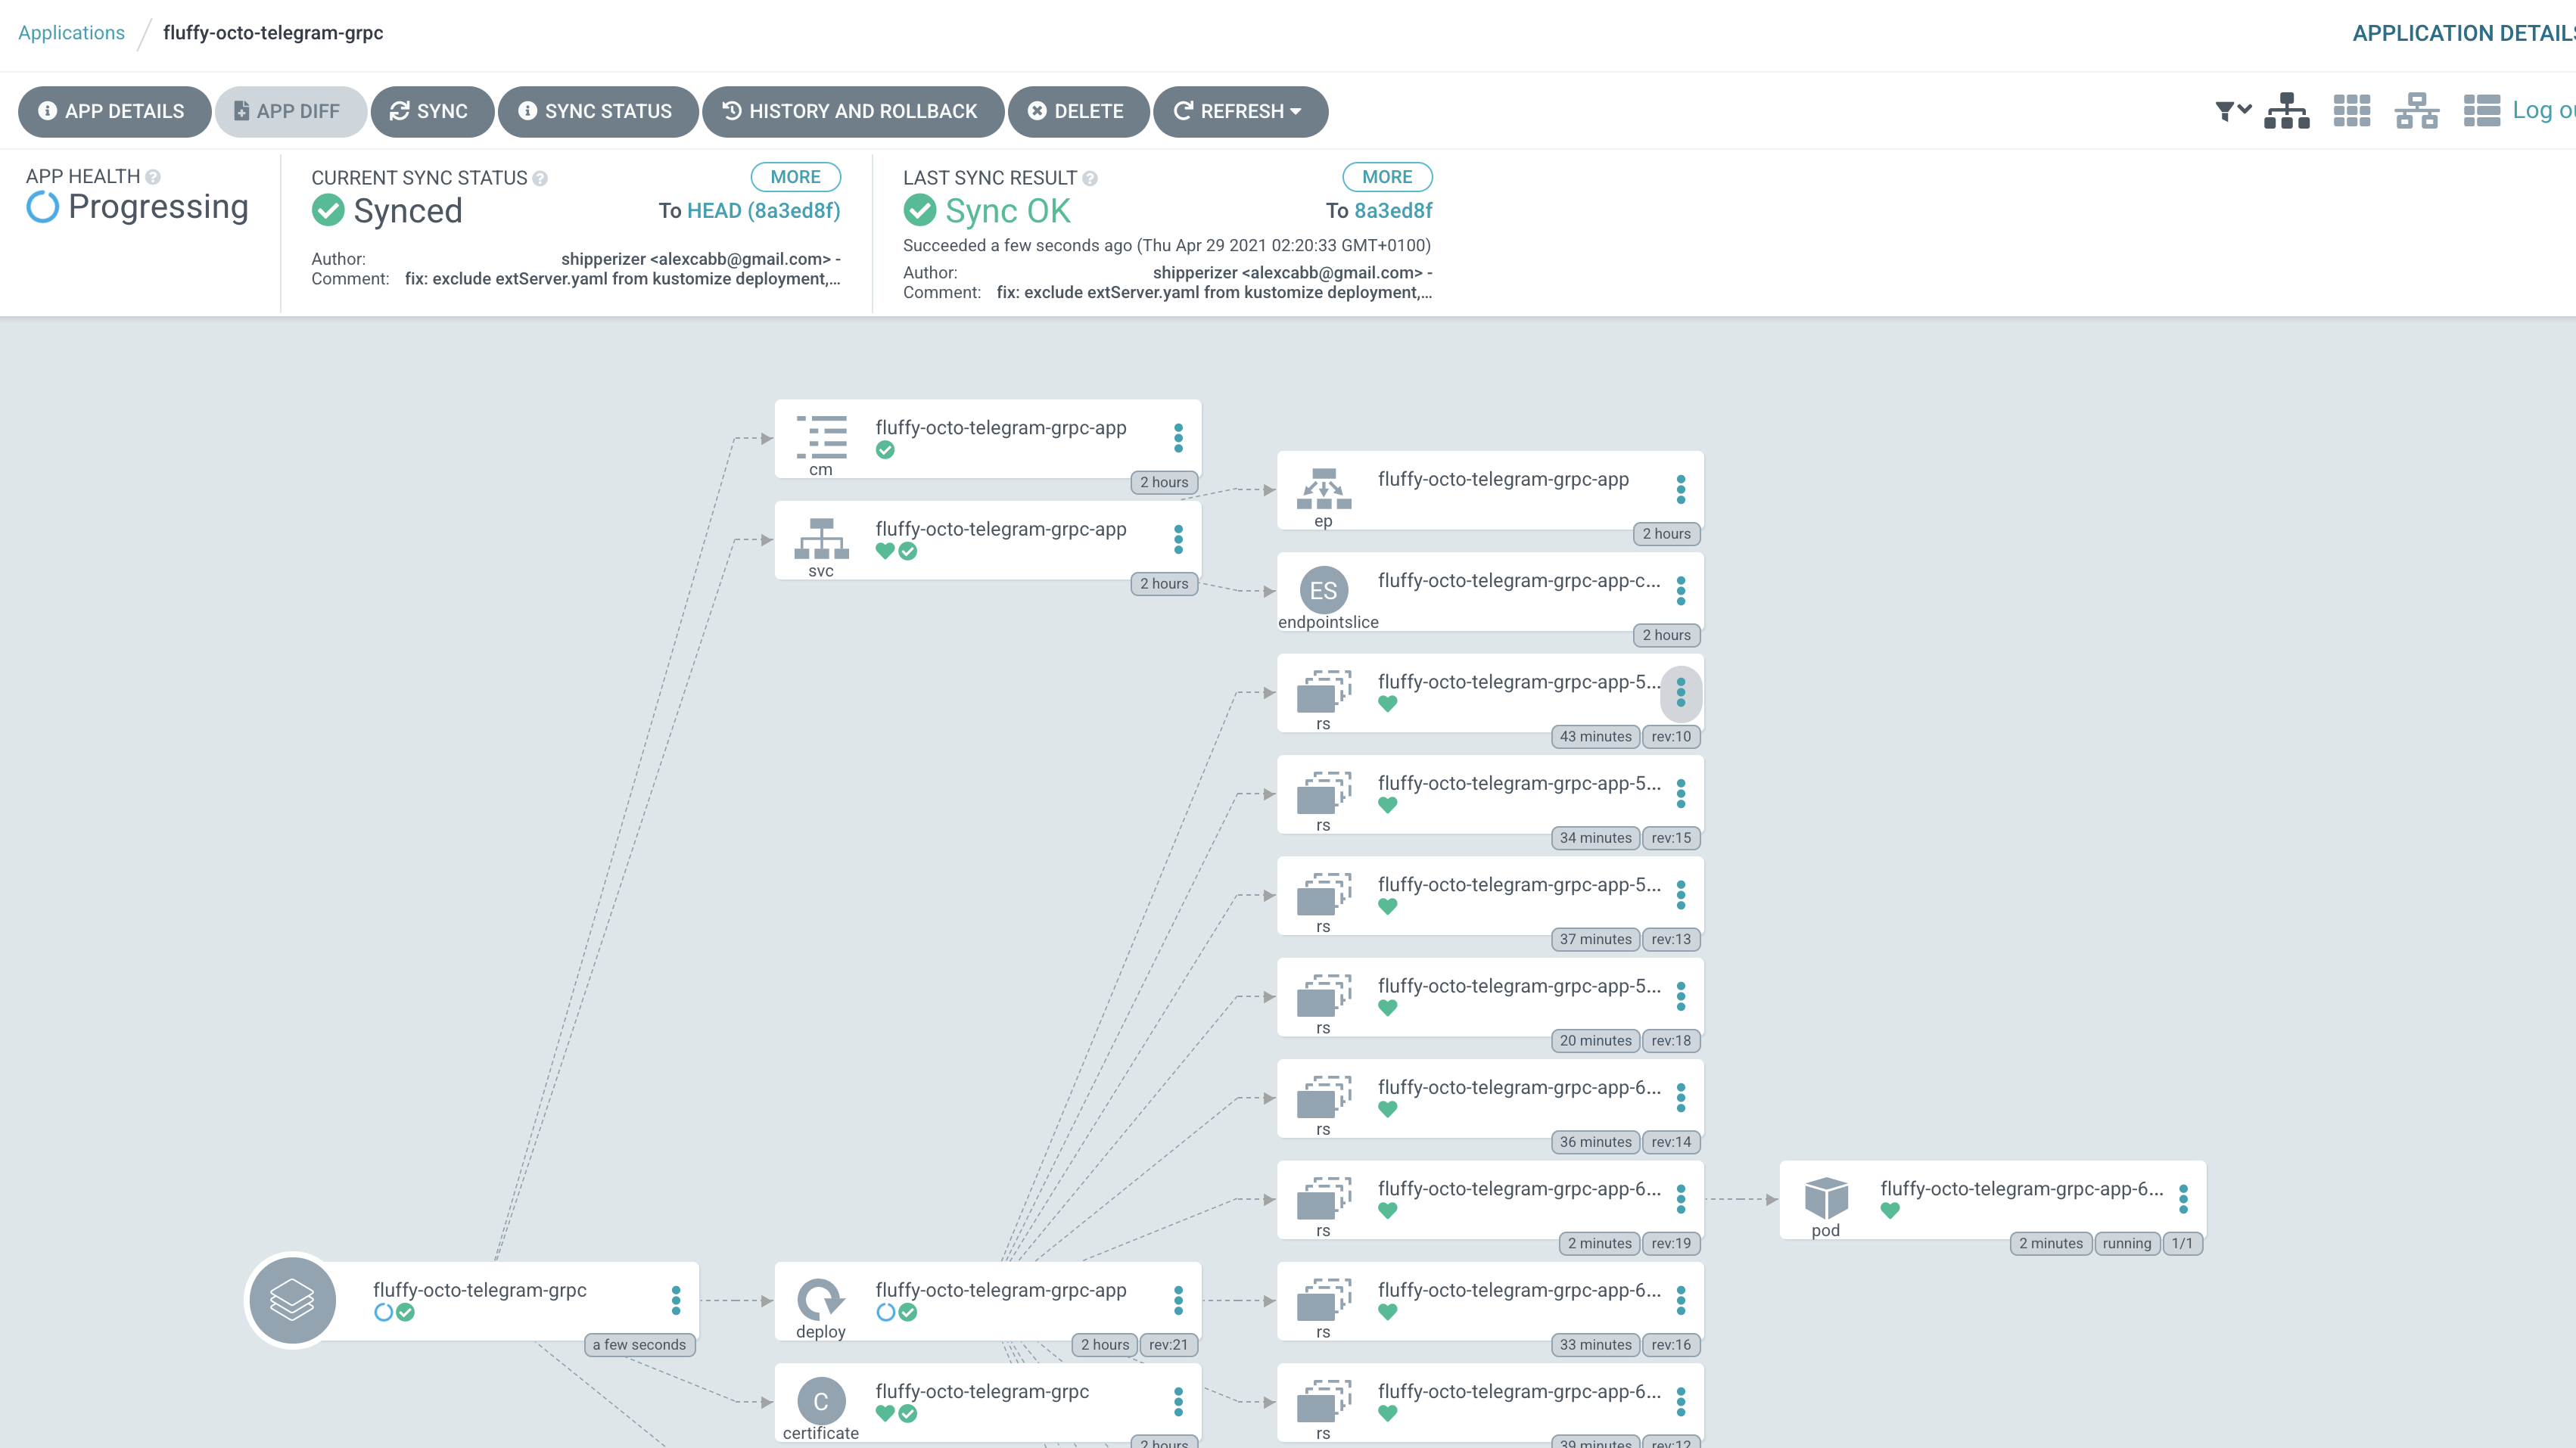 Applications / fluffy-octo-telegram-grpc
APPLICATION DETAILS
APP DETAILS
APP DIFF
SYNC
SYNC STATUS
HISTORY AND ROLLBACK
DELETE
REFRESH
Log ou
APP HEALTH
Progressing
CURRENT SYNC STATUS
MORE
Synced
To HEAD (8a3ed8f)
Author: shipperizer <alexcabb@gmail.com> -
Comment: fix: exclude extServer.yaml from kustomize deployment,...
LAST SYNC RESULT
MORE
Sync OK
To 8a3ed8f
Succeeded a few seconds ago (Thu Apr 29 2021 02:20:33 GMT+0100)
Author: shipperizer <alexcabb@gmail.com> -
Comment: fix: exclude extServer.yaml from kustomize deployment,...
fluffy-octo-telegram-grpc-app
cm
2 hours
fluffy-octo-telegram-grpc-app
svc
2 hours
fluffy-octo-telegram-grpc-app
ep
2 hours
ES
fluffy-octo-telegram-grpc-app-c...
endpointslice
2 hours
fluffy-octo-telegram-grpc-app-5...
rs
43 minutes rev:10
fluffy-octo-telegram-grpc-app-5...
rs
34 minutes rev:15
fluffy-octo-telegram-grpc-app-5...
rs
37 minutes rev:13
fluffy-octo-telegram-grpc-app-5...
rs
20 minutes rev:18
fluffy-octo-telegram-grpc-app-6...
rs
36 minutes rev:14
fluffy-octo-telegram-grpc-app-6...
rs
2 minutes rev:19
fluffy-octo-telegram-grpc-app-6...
pod
2 minutes running 1/1
fluffy-octo-telegram-grpc
a few seconds
fluffy-octo-telegram-grpc-app
deploy
2 hours rev:21
fluffy-octo-telegram-grpc-app-6...
rs
33 minutes rev:16
C
fluffy-octo-telegram-grpc
certificate
2 hours
fluffy-octo-telegram-grpc-app-6...
rs
39 minutes rev:12